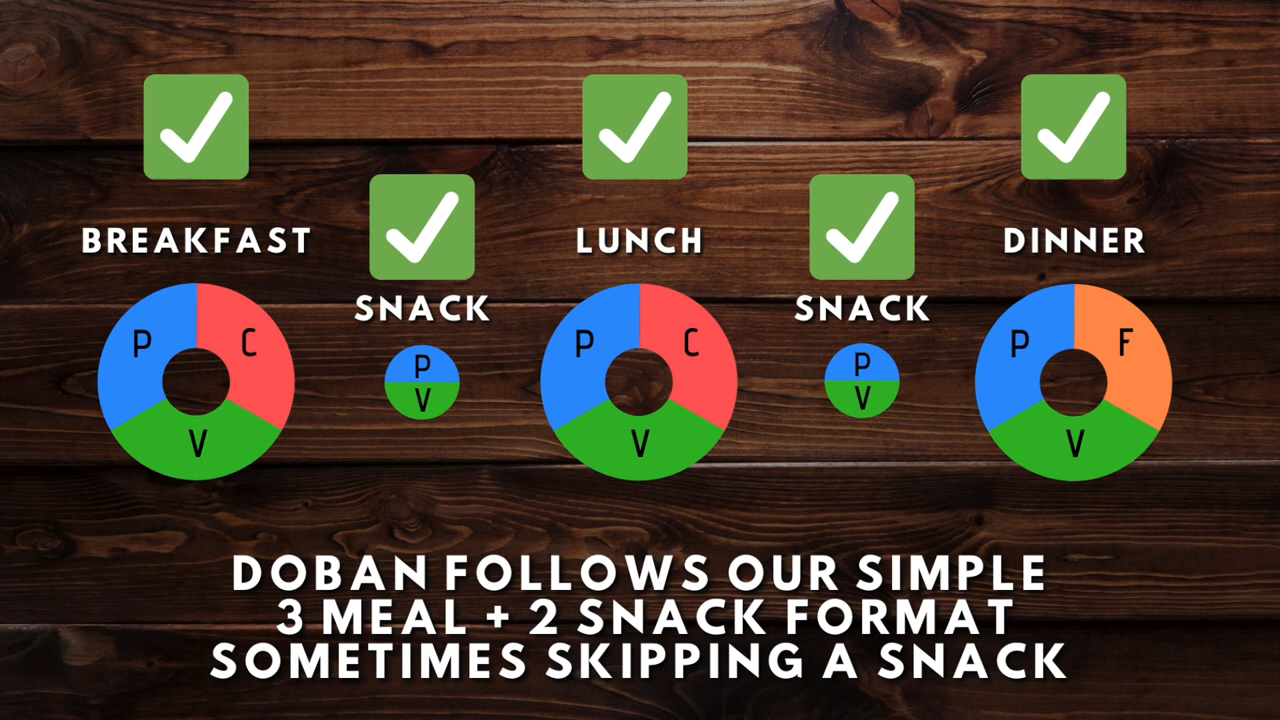 BREAKFAST
P
C
V
SNACK
P
V
LUNCH
P
C
V
SNACK
P
V
DINNER
P
F
V
DOBAN FOLLOWS OUR SIMPLE
3 MEAL + 2 SNACK FORMAT
SOMETIMES SKIPPING A SNACK